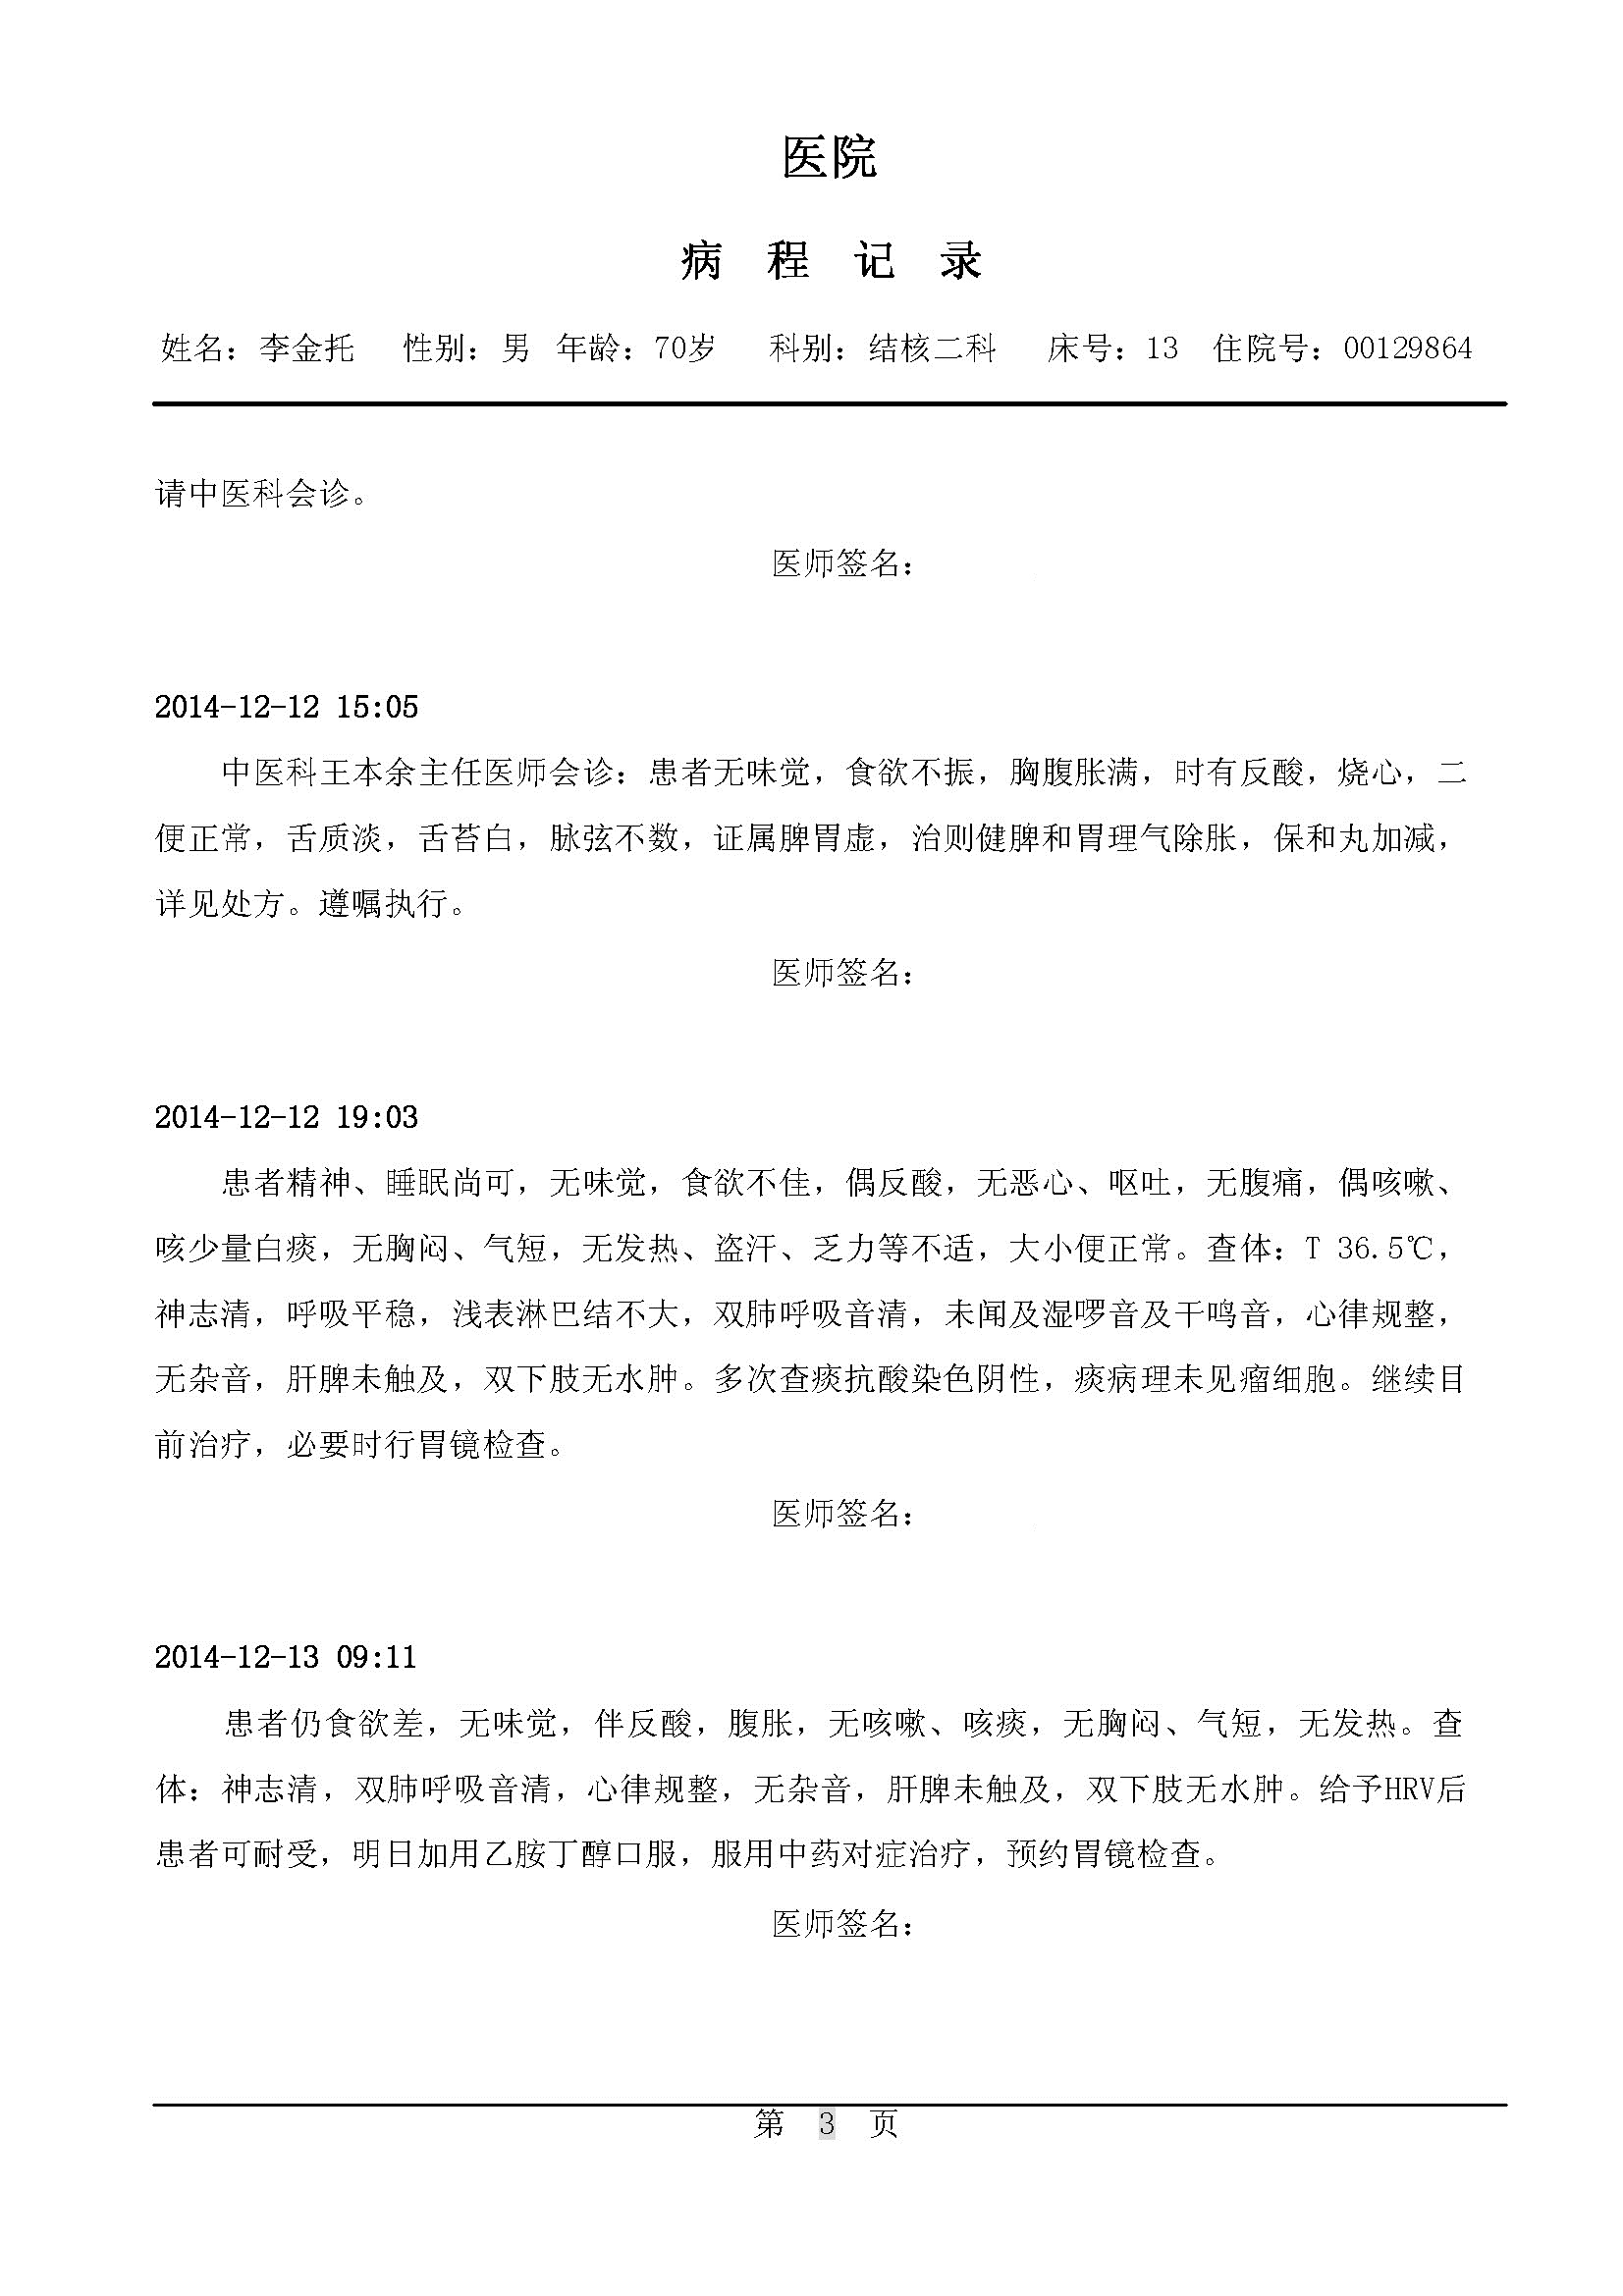 医院
病 程 记 录
姓名：李金托 性别：男 年龄：70岁 科别：结核二科 床号：13 住院号：00129864
请中医科会诊。
医师签名：
2014-12-12 15:05
中医科王本余主任医师会诊：患者无味觉，食欲不振，胸腹胀满，时有反酸，烧心，二
便正常，舌质淡，舌苔白，脉弦不数，证属脾胃虚，治则健脾和胃理气除胀，保和丸加减，
详见处方。遵嘱执行。
医师签名：
2014-12-12 19:03
患者精神、睡眠尚可，无味觉，食欲不佳，偶反酸，无恶心、呕吐，无腹痛，偶咳嗽、
咳少量白痰，无胸闷、气短，无发热、盗汗、乏力等不适，大小便正常。查体：T 36.5℃，
神志清，呼吸平稳，浅表淋巴结不大，双肺呼吸音清，未闻及湿啰音及干鸣音，心律规整，
无杂音，肝脾未触及，双下肢无水肿。多次查痰抗酸染色阴性，痰病理未见瘤细胞。继续目
前治疗，必要时行胃镜检查。
医师签名：
2014-12-13 09:11
患者仍食欲差，无味觉，伴反酸，腹胀，无咳嗽、咳痰，无胸闷、气短，无发热。查
体：神志清，双肺呼吸音清，心律规整，无杂音，肝脾未触及，双下肢无水肿。给予HRV后
患者可耐受，明日加用乙胺丁醇口服，服用中药对症治疗，预约胃镜检查。
医师签名：
第 3 页